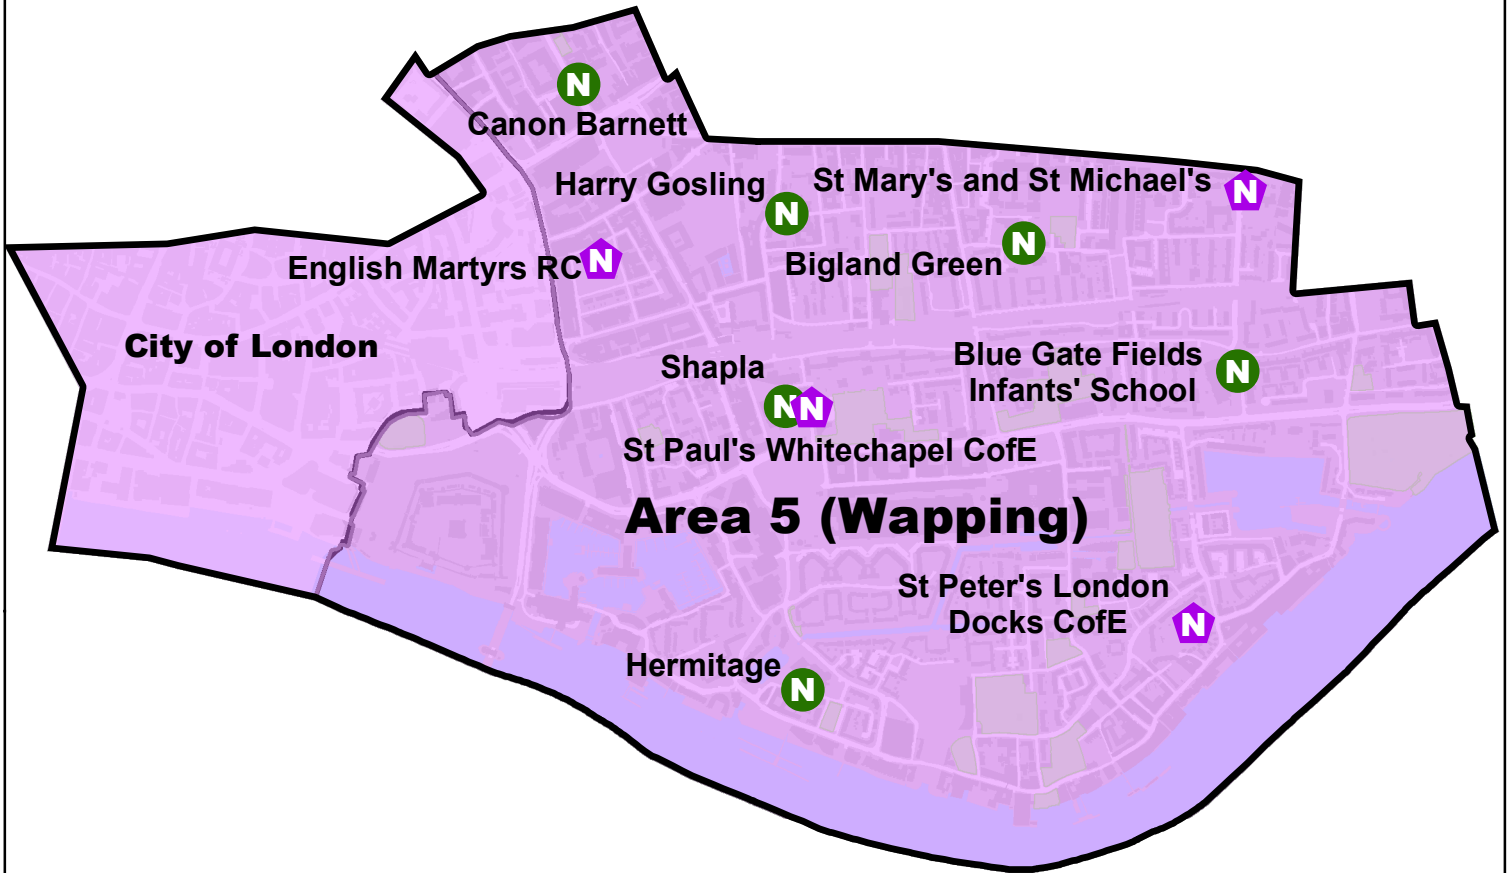 N
Canon Barnett
Harry Gosling
N
St Mary's and St Michael's
N
English Martyrs RC
N
Bigland Green
N
City of London
Shapla
N
N
Blue Gate Fields
Infants' School
N
St Paul's Whitechapel CofE
Area 5 (Wapping)
St Peter's London
Docks CofE
N
Hermitage
N